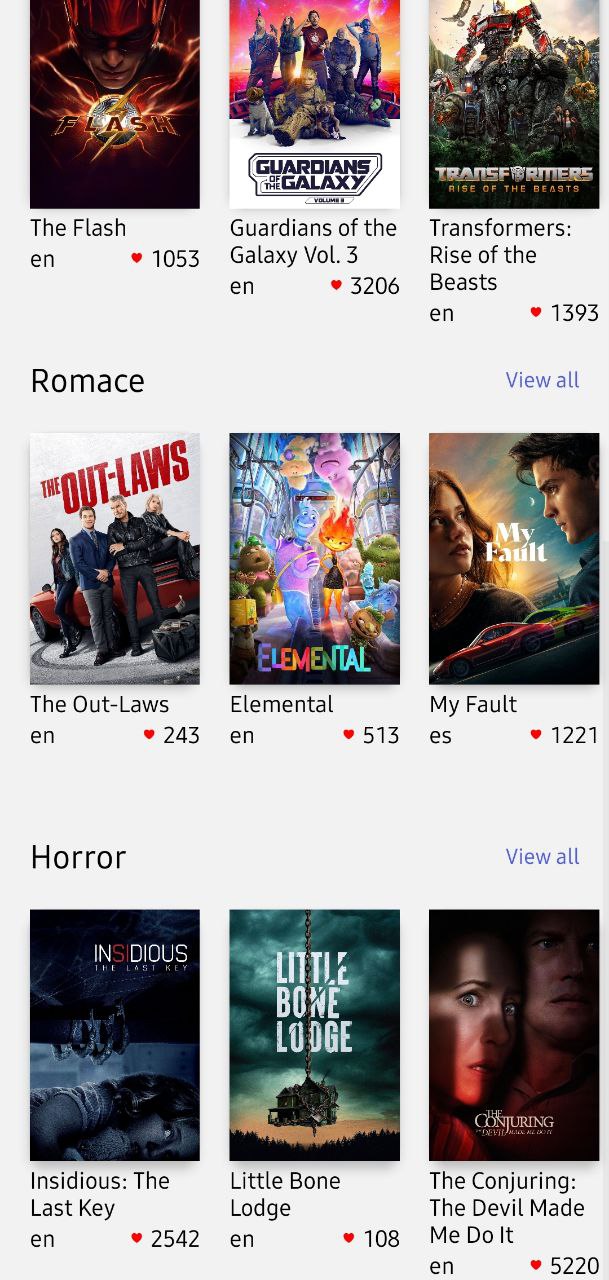 FLASH
GUARDIANS
OF THE GALAXY
VOLUME 3
TRANSFORMERS
RISE OF THE BEASTS
The Flash
en 1053
Guardians of the
Galaxy Vol. 3
en 3206
Transformers:
Rise of the
Beasts
en 1393
Romace
View all
THE OUT-LAWS
ELEMENTAL
My
Fault
The Out-Laws
en 243
Elemental
en 513
My Fault
es 1221
Horror
View all
INSIDIOUS
THE LAST KEY
LITTLE
BONE
LODGE
THE
CONJURING
THE DEVIL MADE ME DO IT
Insidious: The
Last Key
en 2542
Little Bone
Lodge
en 108
The Conjuring:
The Devil Made
Me Do It
en 5220